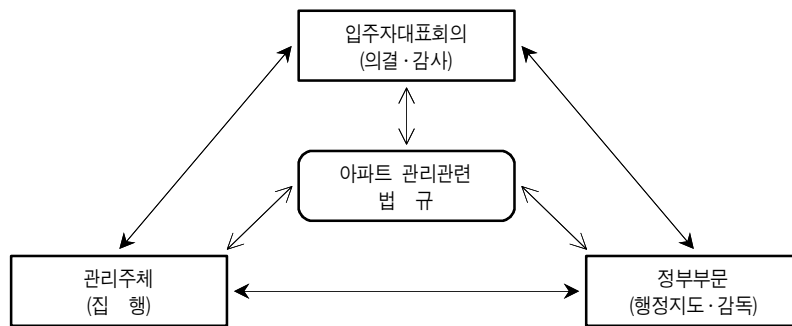 입주자대표회의
(의결·감사)
아파트 관리관련
법 규
관리주체
(집 행)
정부부문
(행정지도·감독)